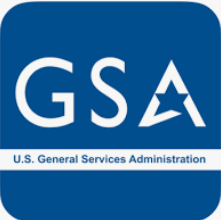 GSA
U.S. General Services Administration